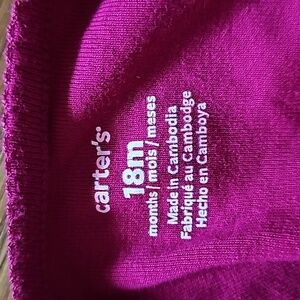 carter's®
18m
months / mois / meses
Made in Cambodia
Fabriqué au Cambodge
Hecho en Camboya